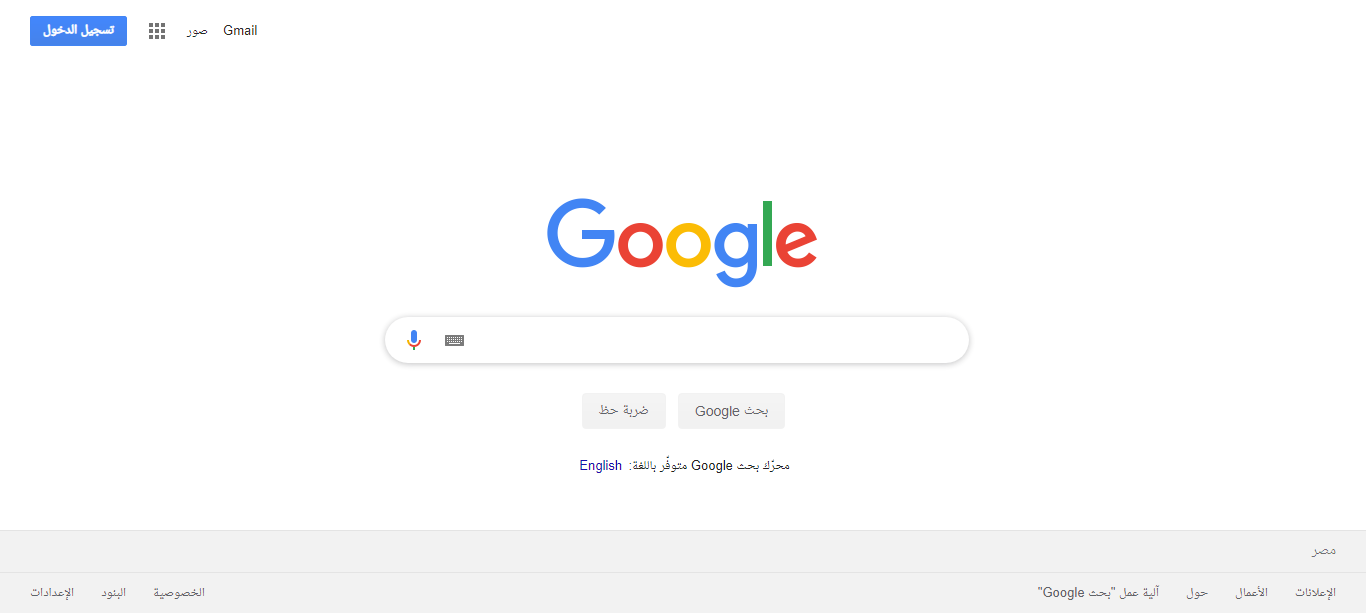 Gmail صور تسجيل الدخول
Google
بحث Google ضربة حظ
محرّك بحث Google متوفّر باللغة: English
مصر
الإعلانات الأعمال حول آلية عمل "بحث Google" الخصوصية البنود الإعدادات